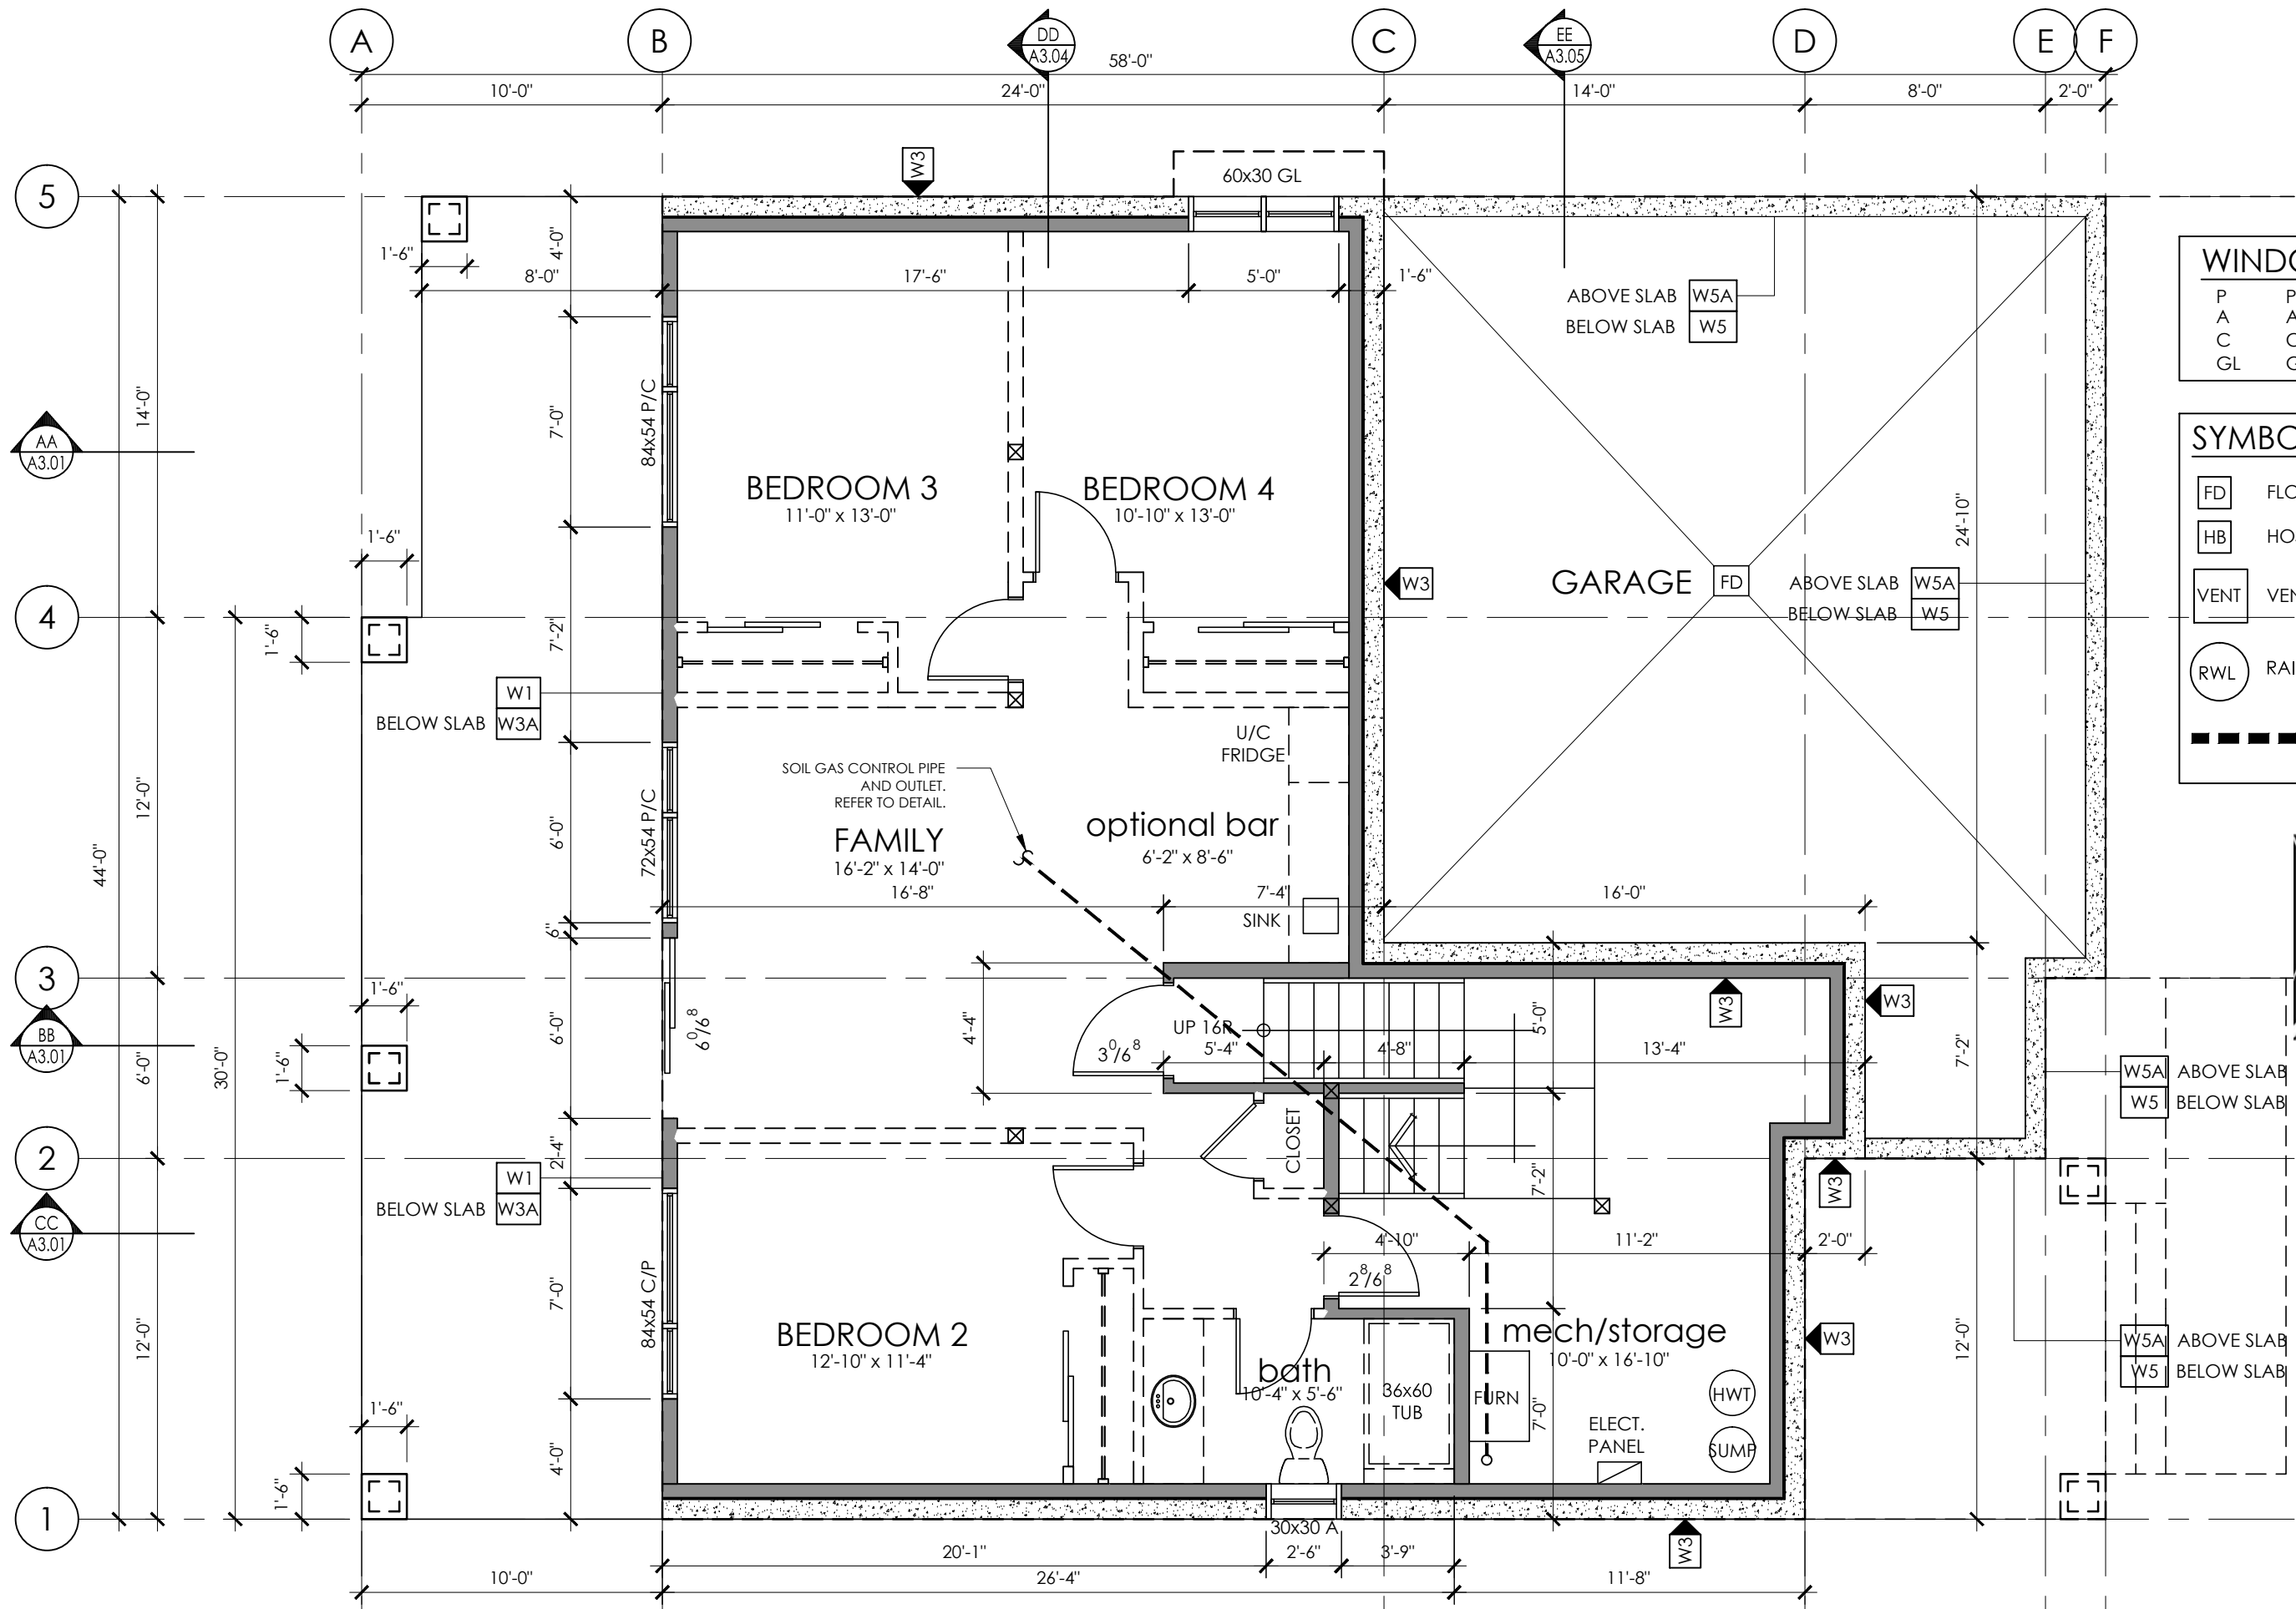 A
B
DD
A3.04
C
EE
A3.05
D
E
F
58'-0"
10'-0"
24'-0"
14'-0"
8'-0"
2'-0"
W3
60x30 GL
5
1'-6"
8'-0"
4'-0"
17'-6"
5'-0"
1'-6"
ABOVE SLAB W5A
BELOW SLAB W5
14'-0"
AA
A3.01
7'-0"
84x54 P/C
BEDROOM 3
11'-0" x 13'-0"
BEDROOM 4
10'-10" x 13'-0"
24'-10"
1'-6"
W3
GARAGE
FD
ABOVE SLAB W5A
BELOW SLAB W5
4
1'-6"
7'-2"
W1
BELOW SLAB W3A
U/C
FRIDGE
SOIL GAS CONTROL PIPE
AND OUTLET.
REFER TO DETAIL.
12'-0"
44'-0"
6'-0"
72x54 P/C
FAMILY
16'-2" x 14'-0"
optional bar
6'-2" x 8'-6"
16'-8"
7'-4"
SINK
16'-0"
6"
3
1'-6"
BB
A3.01
1'-6"
6'-0"
30'-0"
6'-0"
6⁰/6⁸
4'-4"
3⁰/6⁸
UP 16R
5'-4"
4'-8"
5'-0"
13'-4"
W3
W3
7'-2"
W5A ABOVE SLAB
W5 BELOW SLAB
CLOSET
2
2'-4"
W1
BELOW SLAB W3A
7'-2"
W3
CC
A3.01
4'-10"
11'-2"
2'-0"
2⁸/6⁸
12'-0"
7'-0"
84x54 C/P
BEDROOM 2
12'-10" x 11'-4"
bath
10'-4" x 5'-6"
36x60
TUB
FURN
mech/storage
10'-0" x 16'-10"
7'-0"
ELECT.
PANEL
HWT
SUMP
W3
12'-0"
W5A ABOVE SLAB
W5 BELOW SLAB
1'-6"
1'-6"
4'-0"
1
30x30 A
W3
20'-1"
2'-6"
3'-9"
10'-0"
26'-4"
11'-8"
P
A
C
GL
FD
HB
VENT
RWL